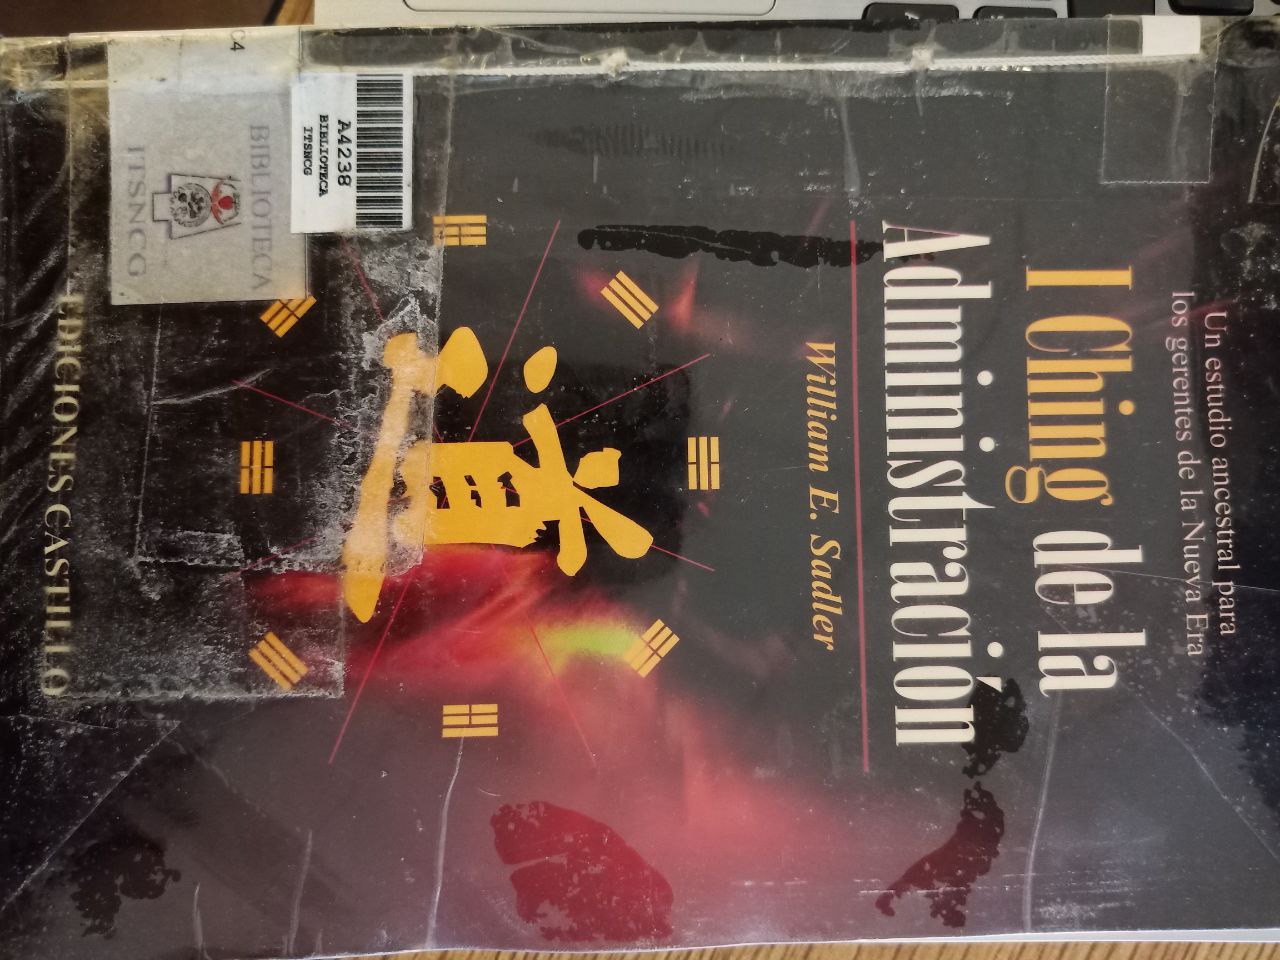 Un estudio ancestral para
los gerentes de la Nueva Era
I Ching de la
Administración
William E. Sadler
道
A4238
BIBLIOTECA
ITSNCG
C4
BIBLIOTECA
ITSNCG
EDICIONES CASTILLO